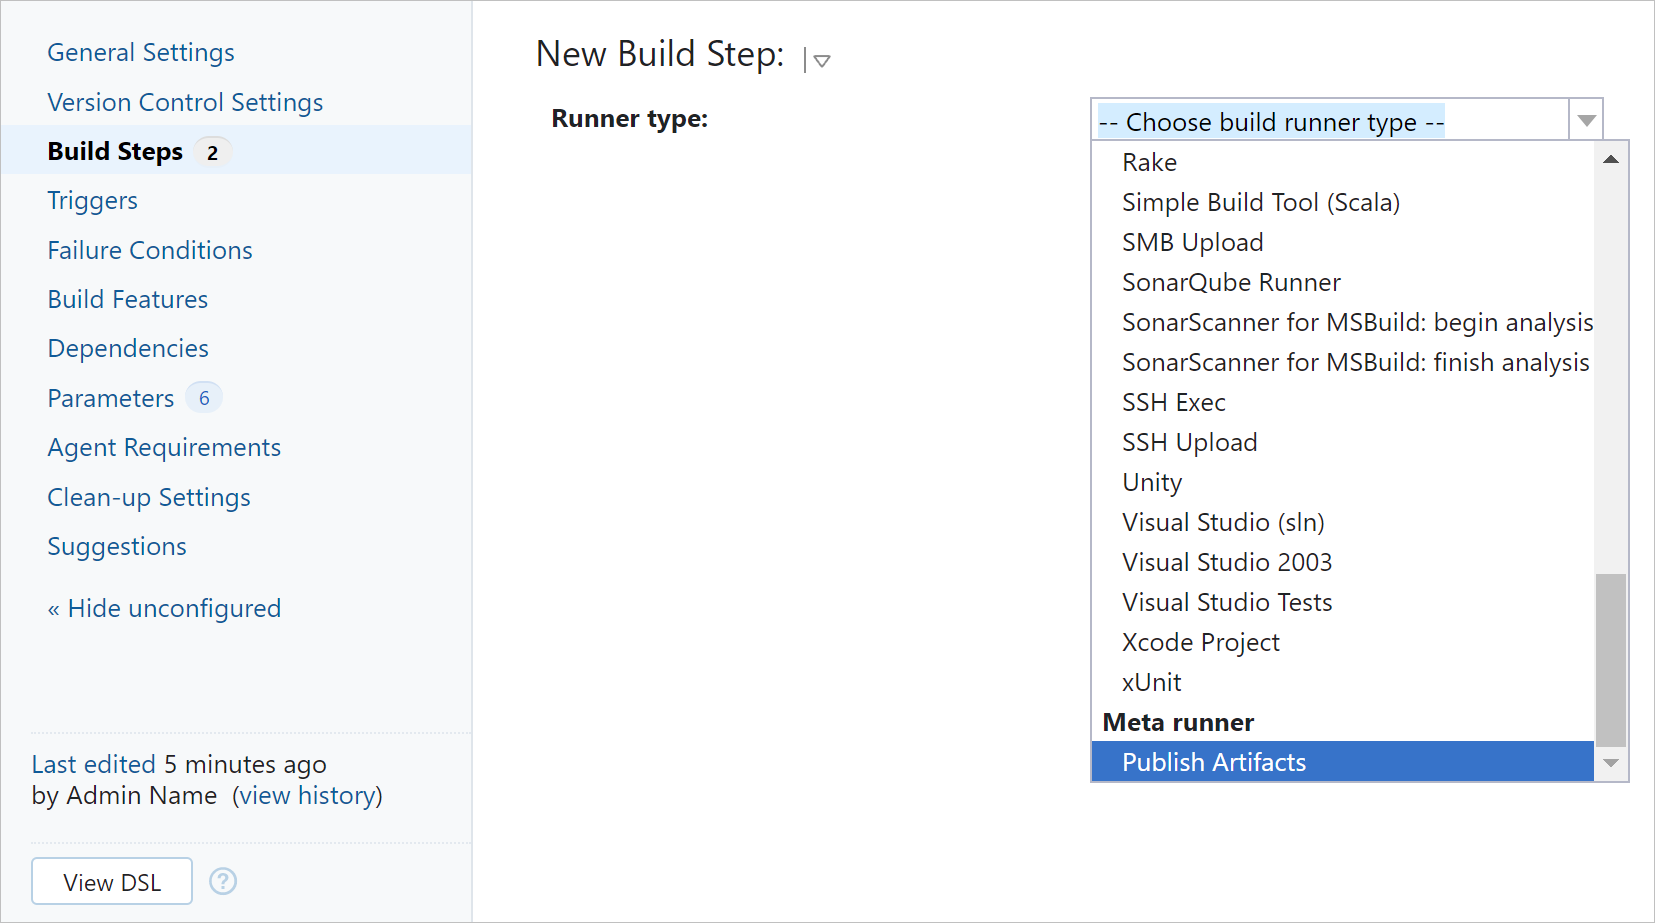 General Settings
Version Control Settings
Build Steps 2
Triggers
Failure Conditions
Build Features
Dependencies
Parameters 6
Agent Requirements
Clean-up Settings
Suggestions
« Hide unconfigured
Last edited 5 minutes ago
by Admin Name (view history)
View DSL ?
New Build Step:
Runner type:
-- Choose build runner type --
Rake
Simple Build Tool (Scala)
SMB Upload
SonarQube Runner
SonarScanner for MSBuild: begin analysis
SonarScanner for MSBuild: finish analysis
SSH Exec
SSH Upload
Unity
Visual Studio (sln)
Visual Studio 2003
Visual Studio Tests
Xcode Project
xUnit
Meta runner
Publish Artifacts